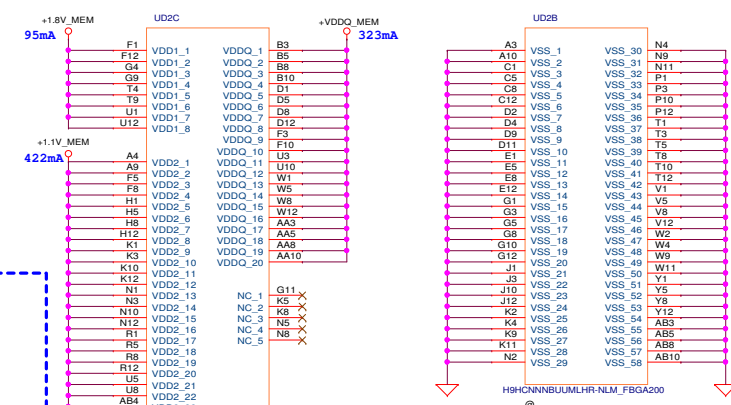 +1.8V_MEM
95mA
UD2C
+VDDQ_MEM
323mA
UD2B
F1 VDD1_1
F12 VDD1_2
G4 VDD1_3
G9 VDD1_4
T4 VDD1_5
T9 VDD1_6
U1 VDD1_7
U12 VDD1_8
+1.1V_MEM
422mA
A4 VDD2_1
A9 VDD2_2
F5 VDD2_3
F8 VDD2_4
H1 VDD2_5
H5 VDD2_6
H8 VDD2_7
H12 VDD2_8
K1 VDD2_9
K3 VDD2_10
K10 VDD2_11
K12 VDD2_12
N1 VDD2_13
N3 VDD2_14
N10 VDD2_15
N12 VDD2_16
R1 VDD2_17
R5 VDD2_18
R8 VDD2_19
R12 VDD2_20
U5 VDD2_21
U8 VDD2_22
AB4
VDDQ_1 B3
VDDQ_2 B5
VDDQ_3 B8
VDDQ_4 B10
VDDQ_5 D1
VDDQ_6 D5
VDDQ_7 D8
VDDQ_8 D12
VDDQ_9 F3
VDDQ_10 F10
VDDQ_11 U3
VDDQ_12 U10
VDDQ_13 W1
VDDQ_14 W5
VDDQ_15 W8
VDDQ_16 W12
VDDQ_17 AA3
VDDQ_18 AA5
VDDQ_19 AA8
VDDQ_20 AA10
NC_1 G11
NC_2 K5
NC_3 K8
NC_4 N5
NC_5 N8
A3 VSS_1
A10 VSS_2
C1 VSS_3
C5 VSS_4
C8 VSS_5
C12 VSS_6
D2 VSS_7
D4 VSS_8
D9 VSS_9
D11 VSS_10
E1 VSS_11
E5 VSS_12
E8 VSS_13
E12 VSS_14
G1 VSS_15
G3 VSS_16
G5 VSS_17
G8 VSS_18
G10 VSS_19
G12 VSS_20
J1 VSS_21
J3 VSS_22
J10 VSS_23
J12 VSS_24
K2 VSS_25
K4 VSS_26
K9 VSS_27
K11 VSS_28
N2 VSS_29
VSS_30 N4
VSS_31 N9
VSS_32 N11
VSS_33 P1
VSS_34 P3
VSS_35 P10
VSS_36 P12
VSS_37 T1
VSS_38 T3
VSS_39 T5
VSS_40 T8
VSS_41 T10
VSS_42 T12
VSS_43 V1
VSS_44 V5
VSS_45 V8
VSS_46 V12
VSS_47 W2
VSS_48 W4
VSS_49 W9
VSS_50 W11
VSS_51 Y1
VSS_52 Y5
VSS_53 Y8
VSS_54 Y12
VSS_55 AB3
VSS_56 AB5
VSS_57 AB8
VSS_58 AB10
H9HCNNNBUUMLHR-NLM_FBGA200
@